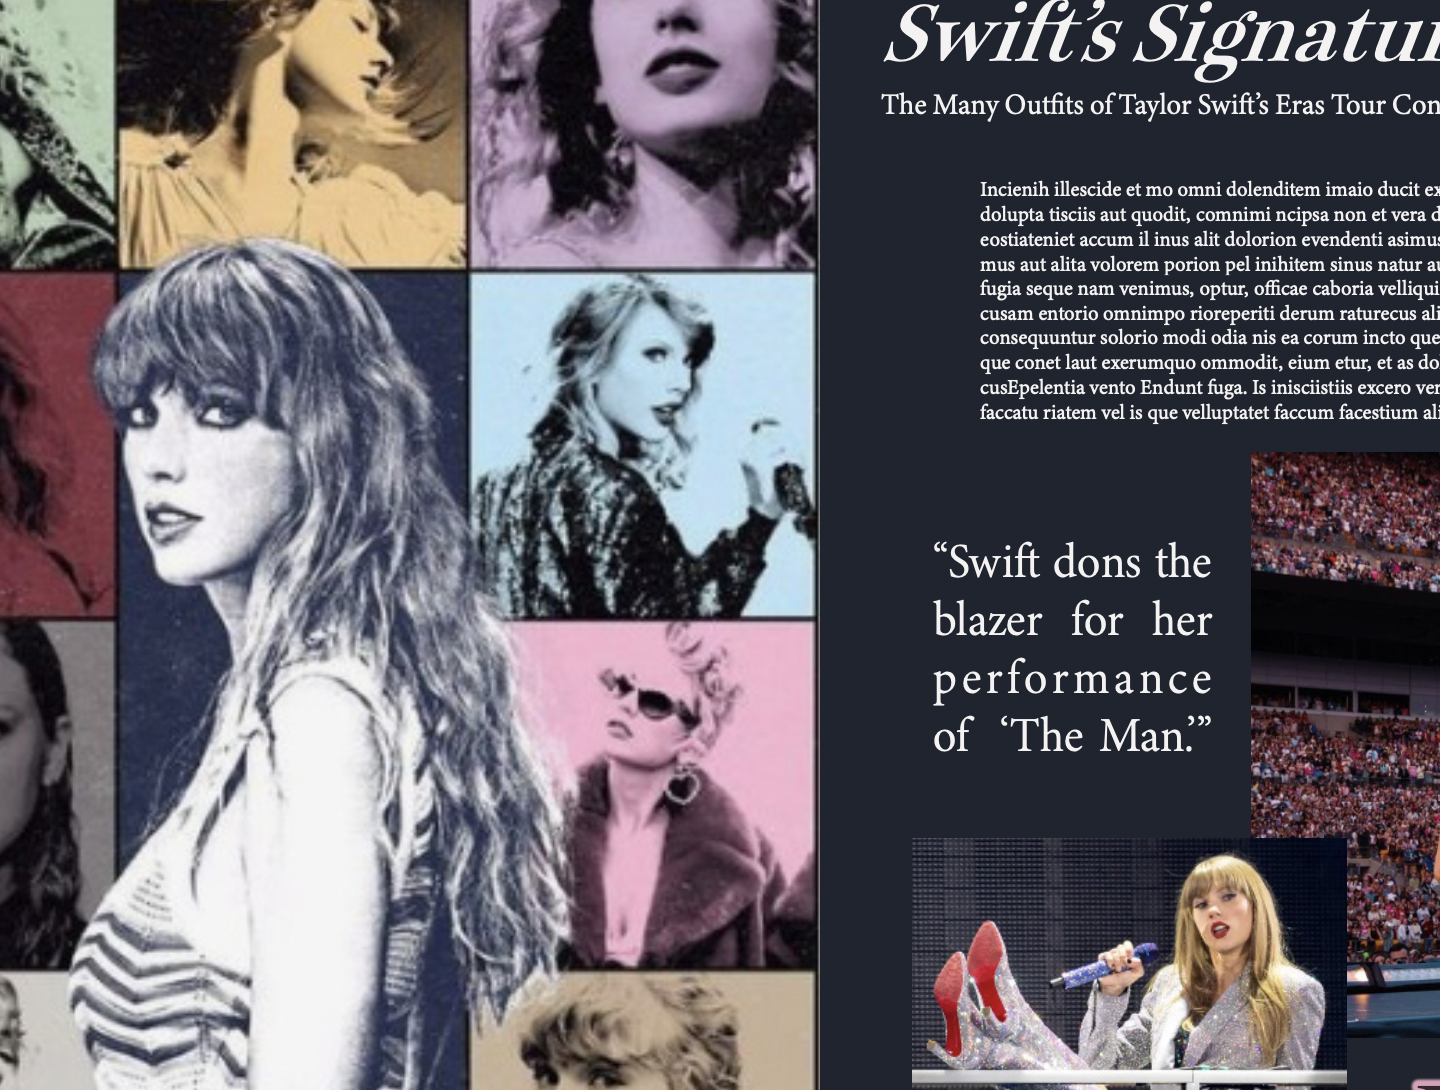 Swift’s Signatur
The Many Outfits of Taylor Swift’s Eras Tour Con
Incienih illescide et mo omni dolenditem imaio ducit ex
dolupta tisciis aut quodit, comnimi ncipsa non et vera d
eostiateniet accum il inus alit dolorion evendenti asimus
mus aut alita volorem porion pel inihitem sinus natur au
fugia seque nam venimus, optur, officae caboria velliqui
cusam entorio omnimpo rioreperiti derum raturecus ali
consequuntur solorio modi odia nis ea corum incto que
que conet laut exerumquo ommodit, eium etur, et as do
cusEpelentia vento Endunt fuga. Is inisciistiis excero ver
faccatu riatem vel is que velluptatet faccum facestium ali
“Swift dons the
blazer for her
performance
of ‘The Man.’”